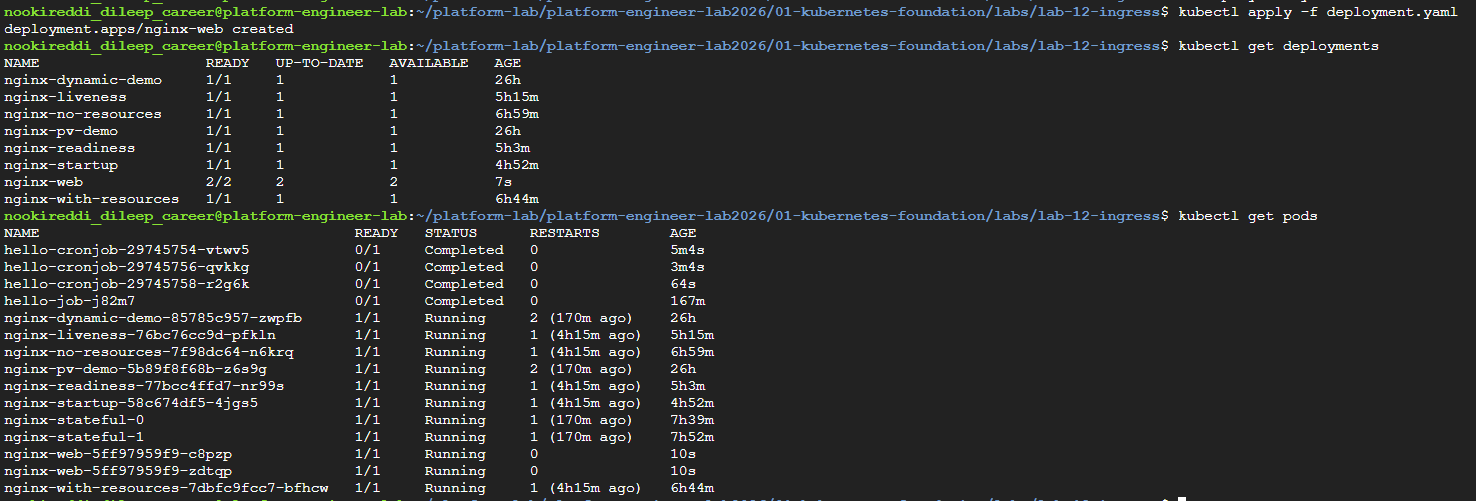 nookireddi_dileep_career@platform-engineer-lab:~/platform-lab/platform-engineer-lab2026/01-kubernetes-foundation/labs/lab-12-ingress$ kubectl apply -f deployment.yaml
deployment.apps/nginx-web created
nookireddi_dileep_career@platform-engineer-lab:~/platform-lab/platform-engineer-lab2026/01-kubernetes-foundation/labs/lab-12-ingress$ kubectl get deployments
NAME                   READY   UP-TO-DATE   AVAILABLE   AGE
nginx-dynamic-demo     1/1     1            1           26h
nginx-liveness         1/1     1            1           5h15m
nginx-no-resources     1/1     1            1           6h59m
nginx-pv-demo          1/1     1            1           26h
nginx-readiness        1/1     1            1           5h3m
nginx-startup          1/1     1            1           4h52m
nginx-web              2/2     2            2           7s
nginx-with-resources   1/1     1            1           6h44m
nookireddi_dileep_career@platform-engineer-lab:~/platform-lab/platform-engineer-lab2026/01-kubernetes-foundation/labs/lab-12-ingress$ kubectl get pods
NAME                                    READY   STATUS      RESTARTS        AGE
hello-cronjob-29745754-vtwv5            0/1     Completed   0               5m4s
hello-cronjob-29745756-qvkkg            0/1     Completed   0               3m4s
hello-cronjob-29745758-r2g6k            0/1     Completed   0               64s
hello-job-j82m7                         0/1     Completed   0               167m
nginx-dynamic-demo-85785c957-zwpfb      1/1     Running     2 (170m ago)    26h
nginx-liveness-76bc76cc9d-pfkln         1/1     Running     1 (4h15m ago)   5h15m
nginx-no-resources-7f98dc64-n6krq       1/1     Running     1 (4h15m ago)   6h59m
nginx-pv-demo-5b89f8f68b-z6s9g          1/1     Running     2 (170m ago)    26h
nginx-readiness-77bcc4ffd7-nr99s        1/1     Running     1 (4h15m ago)   5h3m
nginx-startup-58c674df5-4jgs5           1/1     Running     1 (4h15m ago)   4h52m
nginx-stateful-0                        1/1     Running     1 (170m ago)    7h39m
nginx-stateful-1                        1/1     Running     1 (170m ago)    7h52m
nginx-web-5ff97959f9-c8pzp              1/1     Running     0               10s
nginx-web-5ff97959f9-zdtqp              1/1     Running     0               10s
nginx-with-resources-7dbfc9fcc7-bfhcw   1/1     Running     1 (4h15m ago)   6h44m